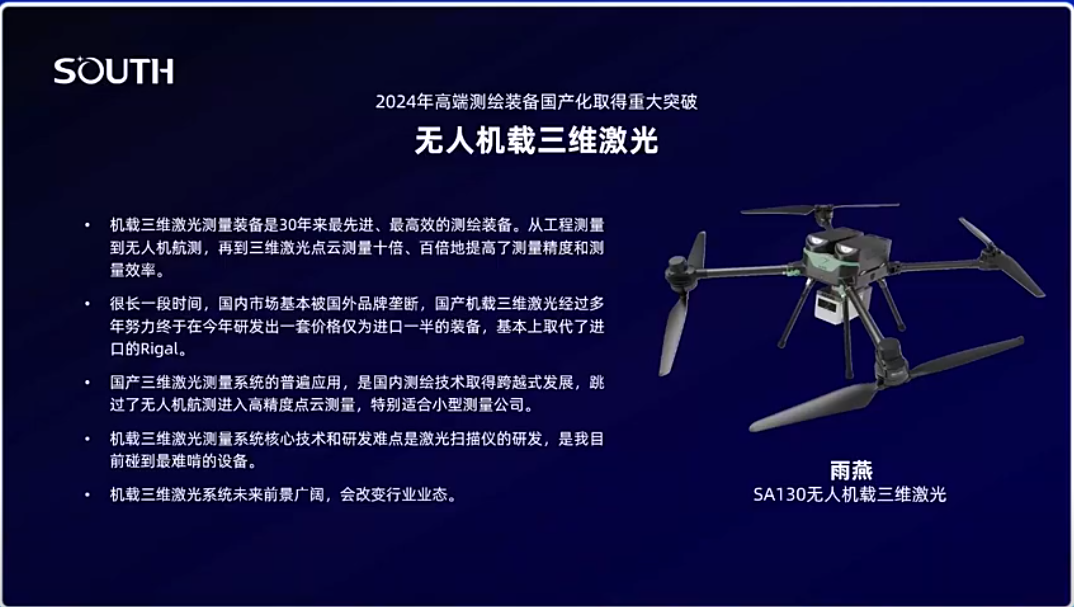 SOUTH
2024年高端测绘装备国产化取得重大突破
无人机载三维激光
• 机载三维激光测量装备是30年来最先进、最高效的测绘装备。从工程测量
到无人机航测，再到三维激光点云测量十倍、百倍地提高了测量精度和测
量效率。
• 很长一段时间，国内市场基本被国外品牌垄断，国产机载三维激光经过多
年努力终于在今年研发出一套价格仅为进口一半的装备，基本上取代了进
口的Rigal。
• 国产三维激光测量系统的普遍应用，是国内测绘技术取得跨越式发展，跳
过了无人机航测进入高精度点云测量，特别适合小型测量公司。
• 机载三维激光测量系统核心技术和研发难点是激光扫描仪的研发，是我目
前碰到最难啃的设备。
• 机载三维激光系统未来前景广阔，会改变行业业态。
雨燕
SA130无人机载三维激光